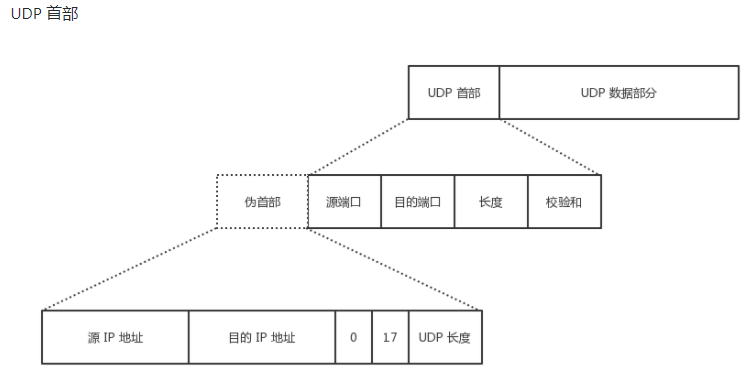 UDP 首部
UDP 首部 UDP 数据部分
伪首部 源端口 目的端口 长度 校验和
源 IP 地址 目的 IP 地址 0 17 UDP 长度